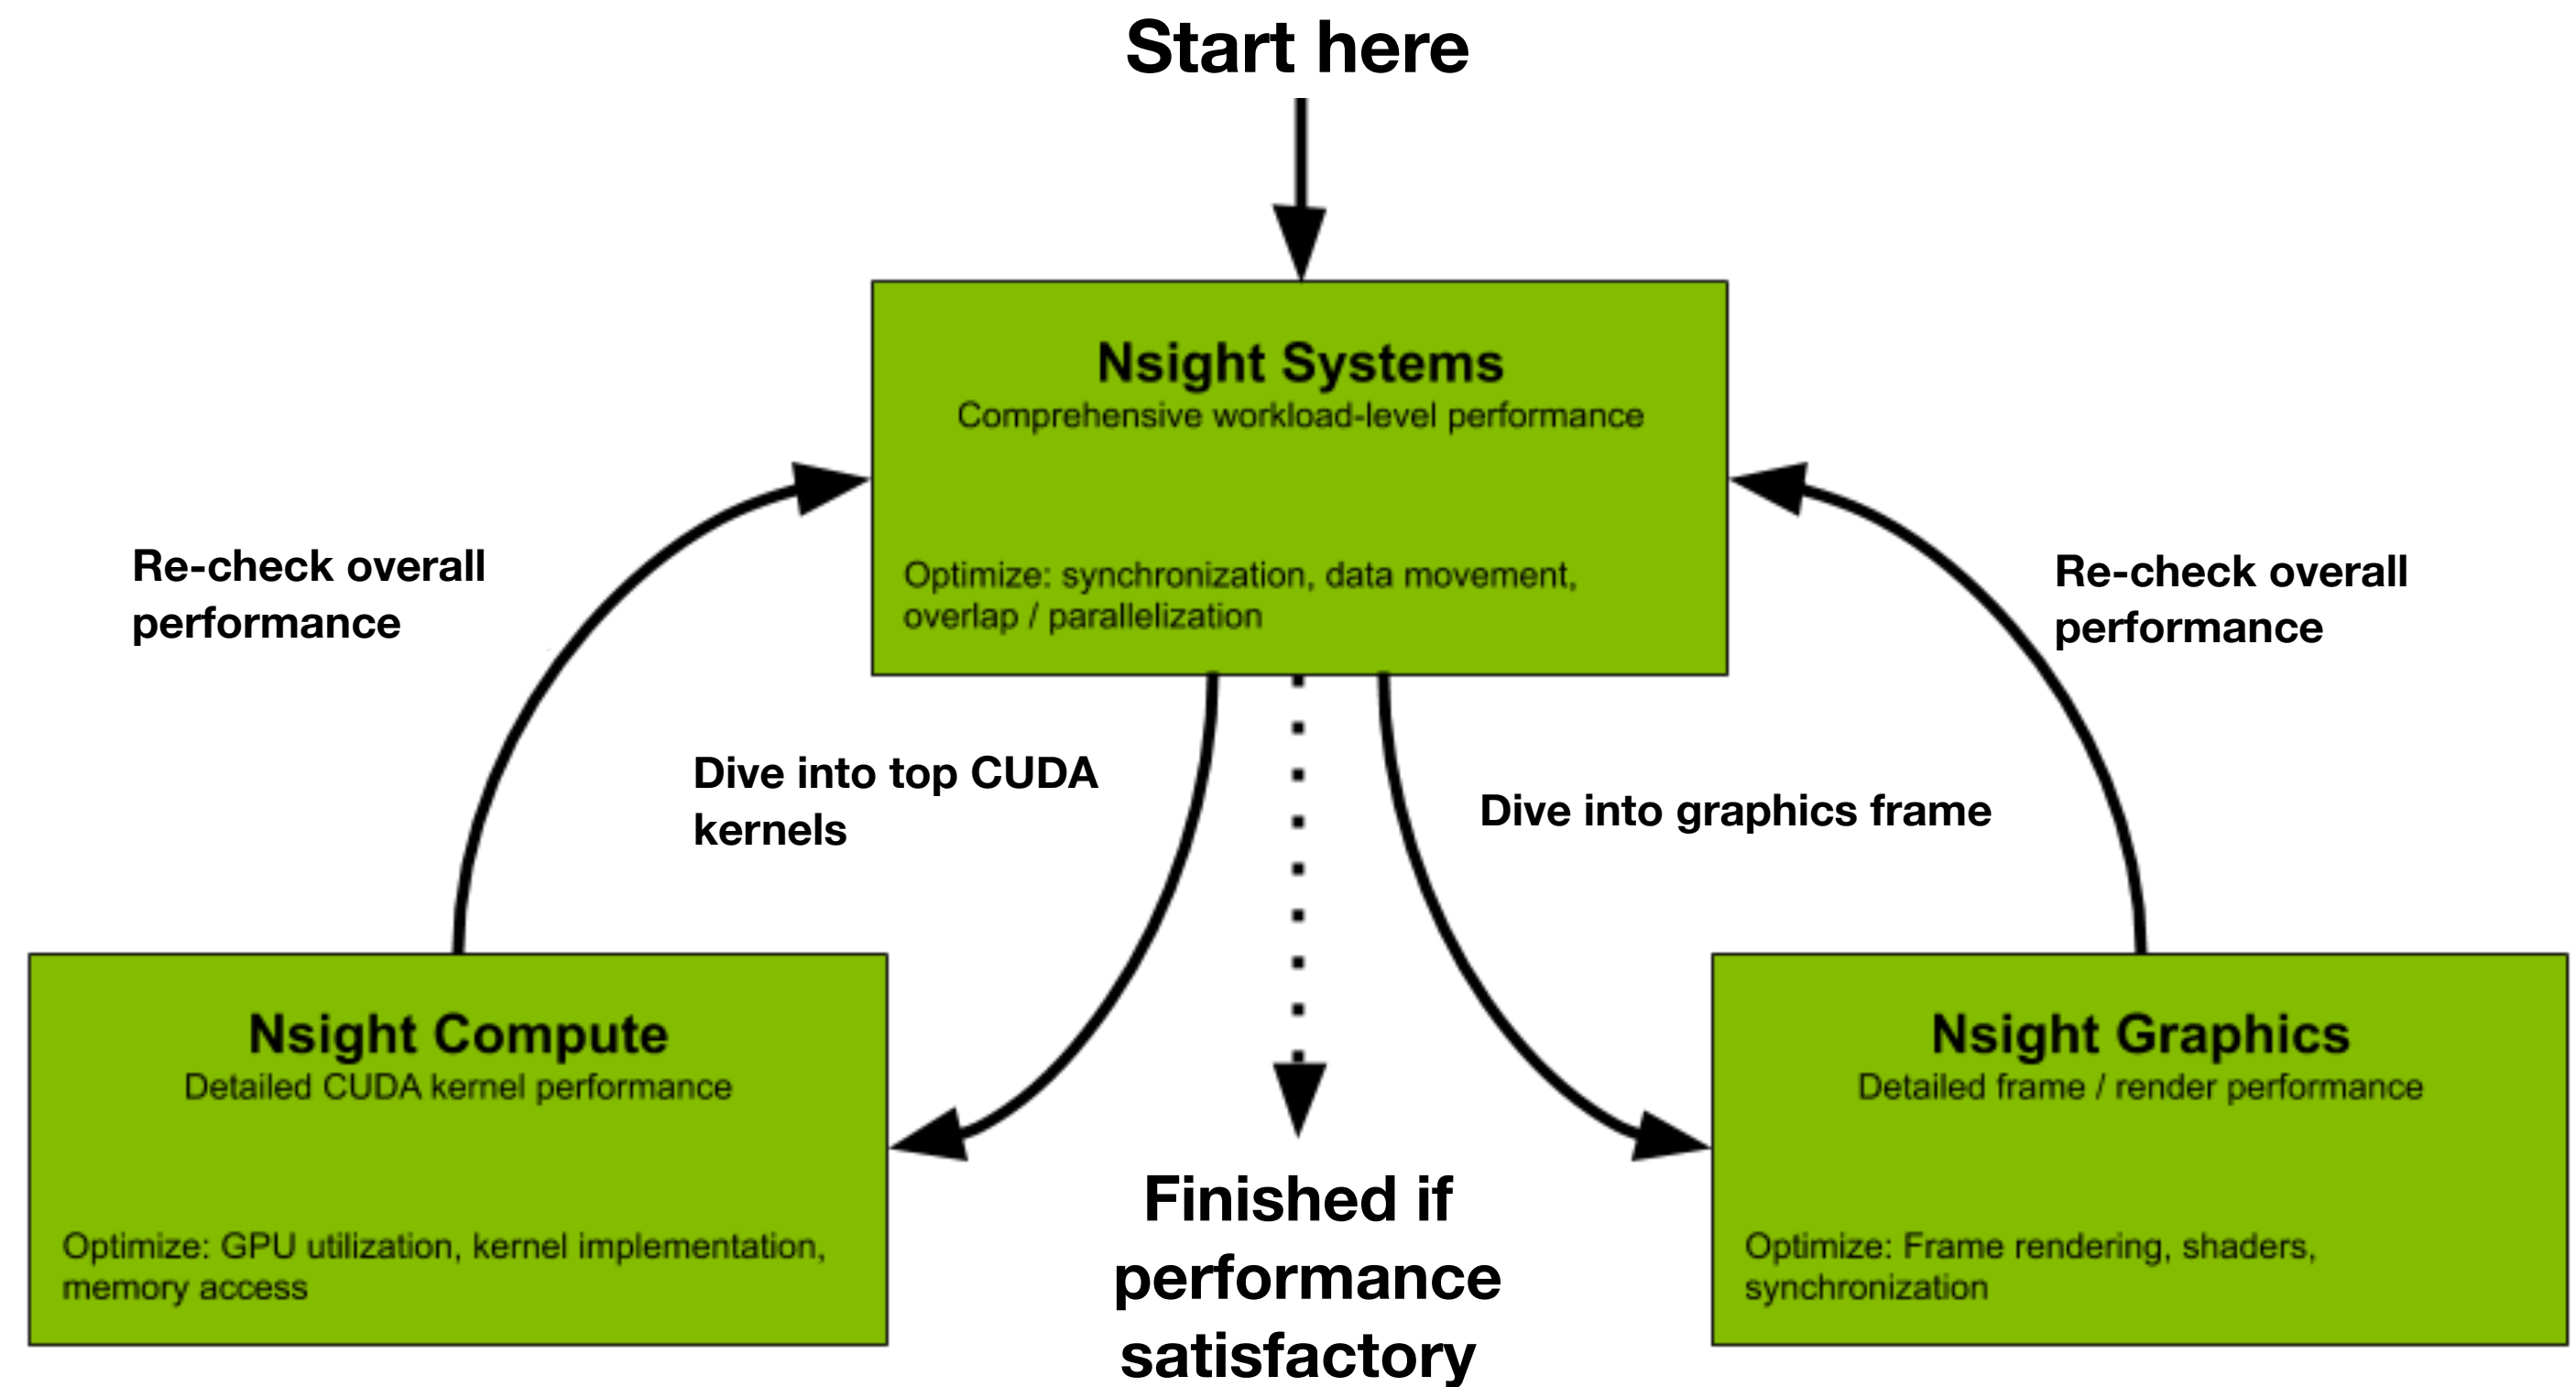 Start here
Nsight Systems
Comprehensive workload-level performance
Optimize: synchronization, data movement,
overlap / parallelization
Re-check overall
performance
Re-check overall
performance
Dive into top CUDA
kernels
Dive into graphics frame
Nsight Compute
Detailed CUDA kernel performance
Optimize: GPU utilization, kernel implementation,
memory access
Finished if
performance
satisfactory
Nsight Graphics
Detailed frame / render performance
Optimize: Frame rendering, shaders,
synchronization